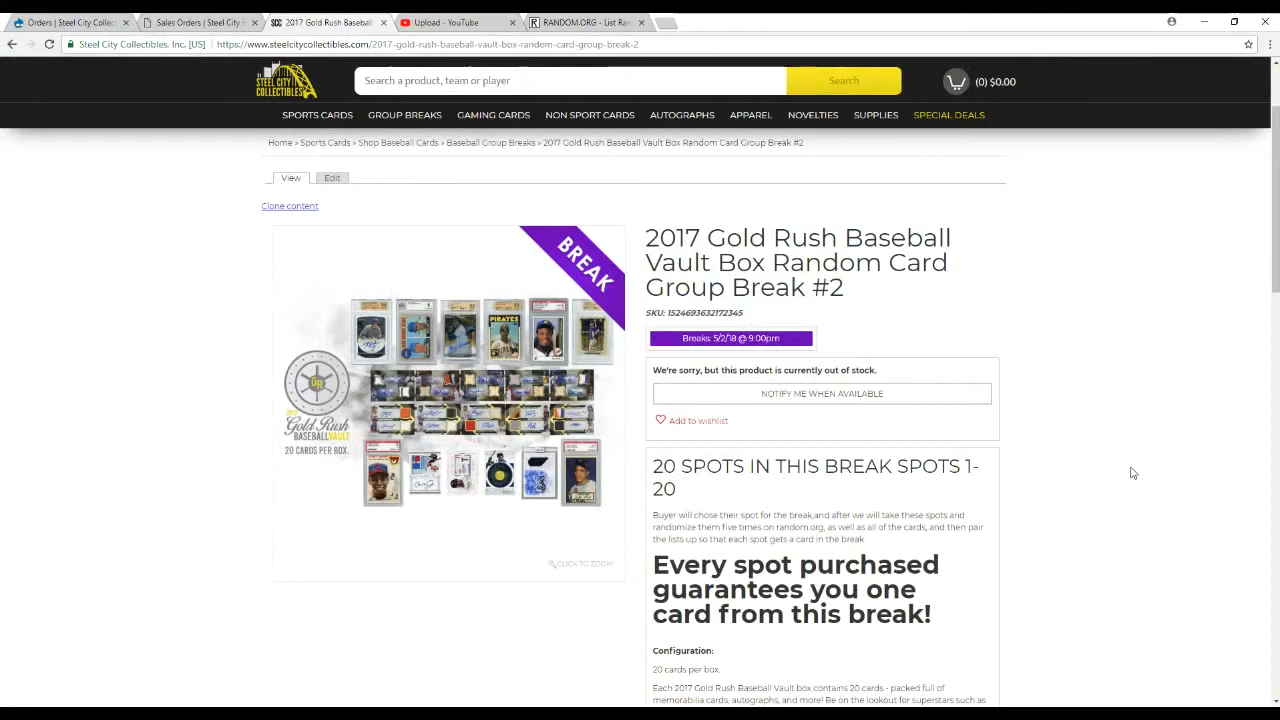 Orders | Steel City Collect
Sales Orders | Steel City H
2017 Gold Rush Baseball
Upload - YouTube
RANDOM.ORG - List Ran
Steel City Collectibles. Inc. [US]
https://www.steelcitycollectibles.com/2017-gold-rush-baseball-vault-box-random-card-group-break-2
STEEL CITY
COLLECTIBLES
Search a product, team or player
Search
(0) $0.00
SPORTS CARDS
GROUP BREAKS
GAMING CARDS
NON SPORT CARDS
AUTOGRAPHS
APPAREL
NOVELTIES
SUPPLIES
SPECIAL DEALS
Home » Sports Cards » Shop Baseball Cards » Baseball Group Breaks » 2017 Gold Rush Baseball Vault Box Random Card Group Break #2
View
Edit
Clone content
BREAK
PIRATES
Gold Rush
BASEBALL VAULT
20 CARDS PER BOX.
CLICK TO ZOOM
2017 Gold Rush Baseball
Vault Box Random Card
Group Break #2
SKU: 1524693632172345
Breaks: 5/2/18 @ 9:00pm
We're sorry, but this product is currently out of stock.
NOTIFY ME WHEN AVAILABLE
Add to wishlist
20 SPOTS IN THIS BREAK SPOTS 1-
20
Buyer will chose their spot for the break,and after we will take these spots and
randomize them five times on random.org, as well as all of the cards, and then pair
the lists up so that each spot gets a card in the break.
Every spot purchased
guarantees you one
card from this break!
Configuration:
20 cards per box.
Each 2017 Gold Rush Baseball Vault box contains 20 cards - packed full of
memorabilia cards, autographs, and more! Be on the lookout for superstars such as